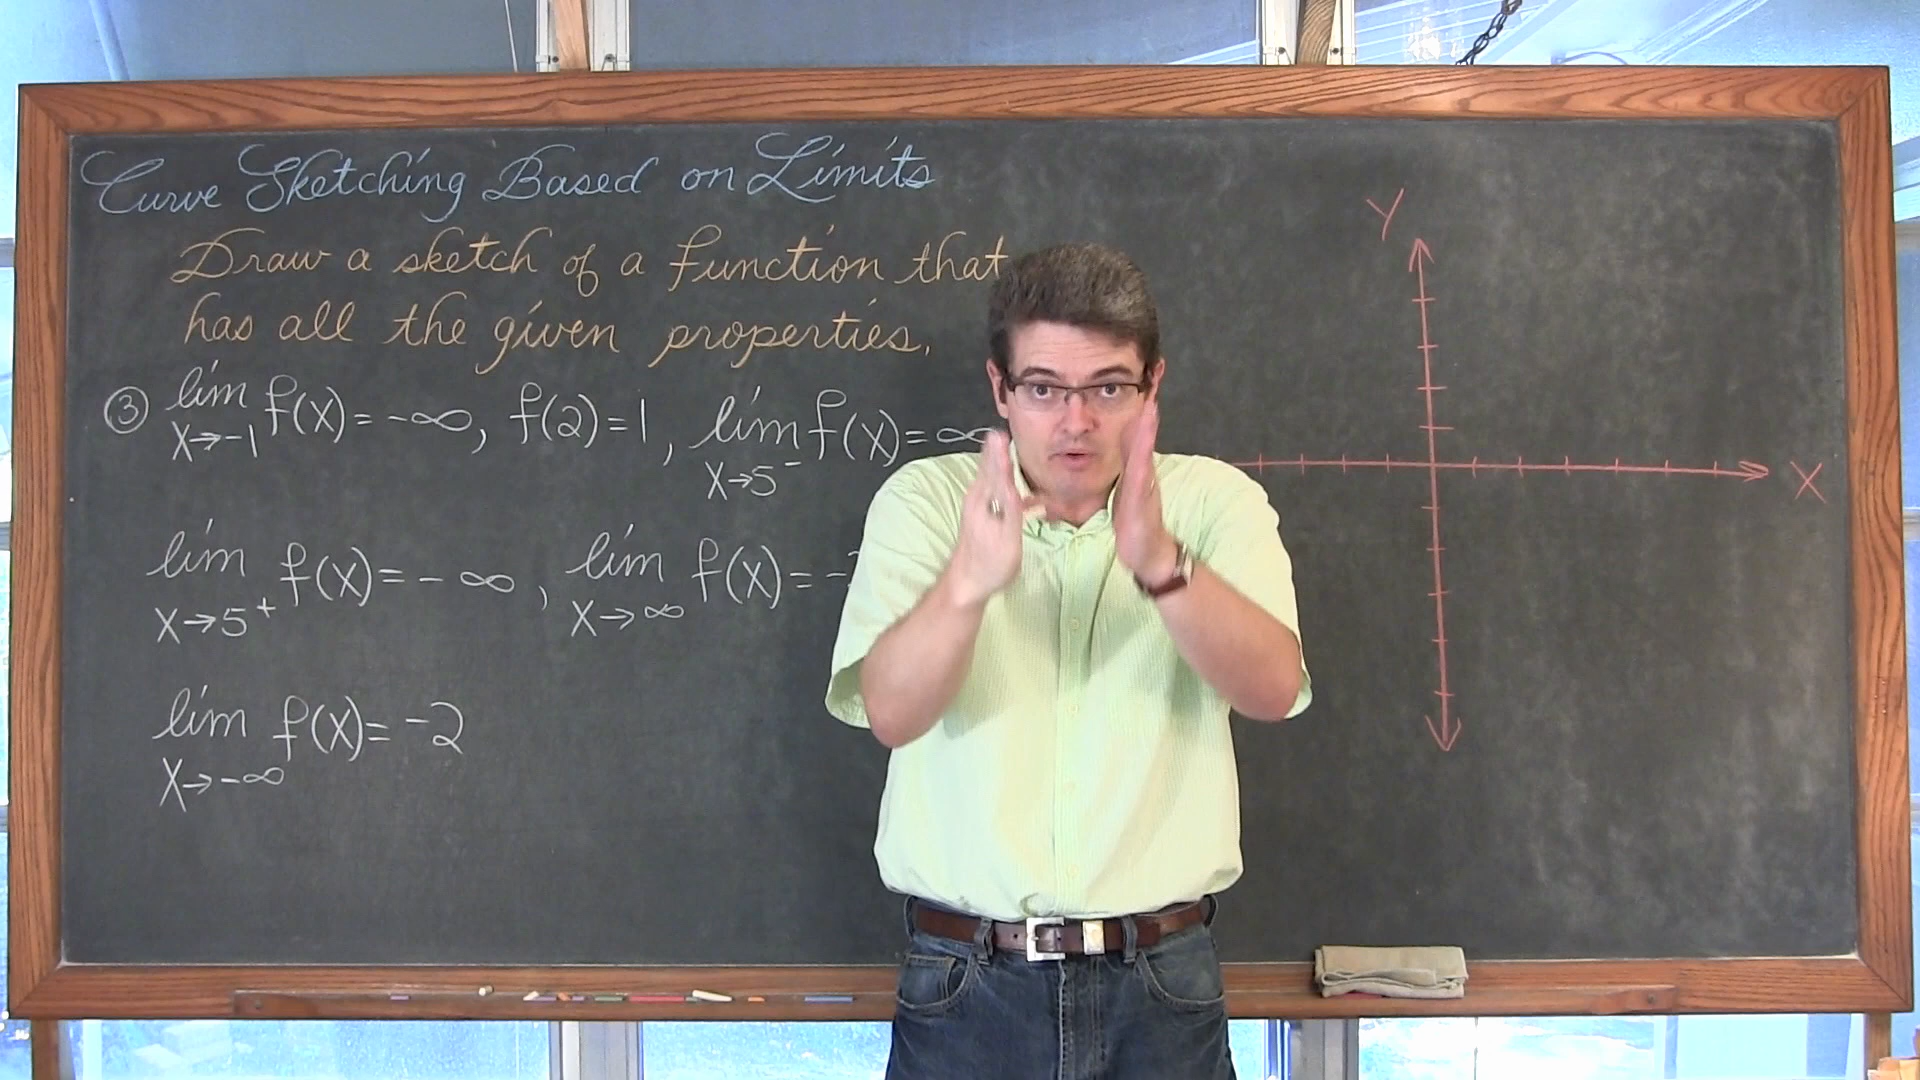 Curve Sketching Based on Limits
Draw a sketch of a function that
has all the given properties.
③ lim x→-1 f(x) = -∞, f(2) = 1, lim x→5⁻ f(x) = ∞
lim x→5⁺ f(x) = -∞, lim x→∞ f(x) = -
lim x→-∞ f(x) = -2
Y
X